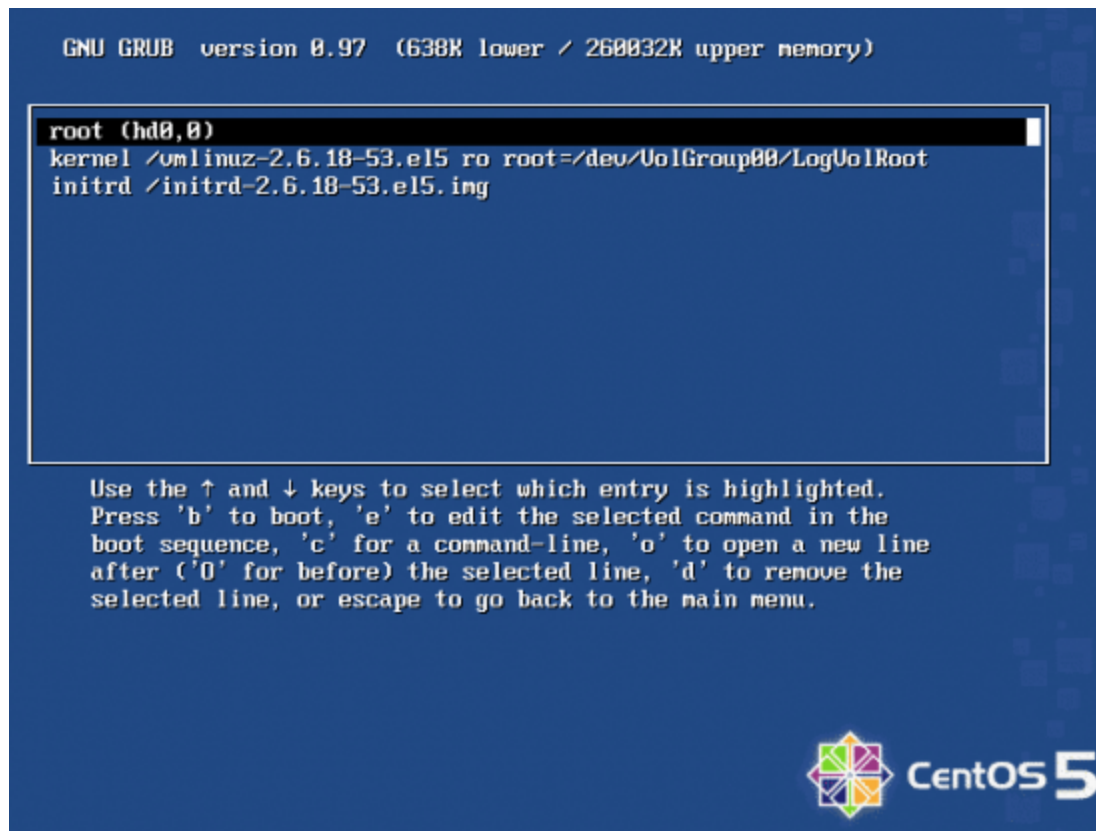 GNU GRUB version 0.97 (638K lower / 260032K upper memory)
root (hd0,0)
kernel /vmlinuz-2.6.18-53.el5 ro root=/dev/VolGroup00/LogVolRoot
initrd /initrd-2.6.18-53.el5.img
Use the ↑ and ↓ keys to select which entry is highlighted.
Press 'b' to boot, 'e' to edit the selected command in the
boot sequence, 'c' for a command-line, 'o' to open a new line
after ('O' for before) the selected line, 'd' to remove the
selected line, or escape to go back to the main menu.
CentOS 5